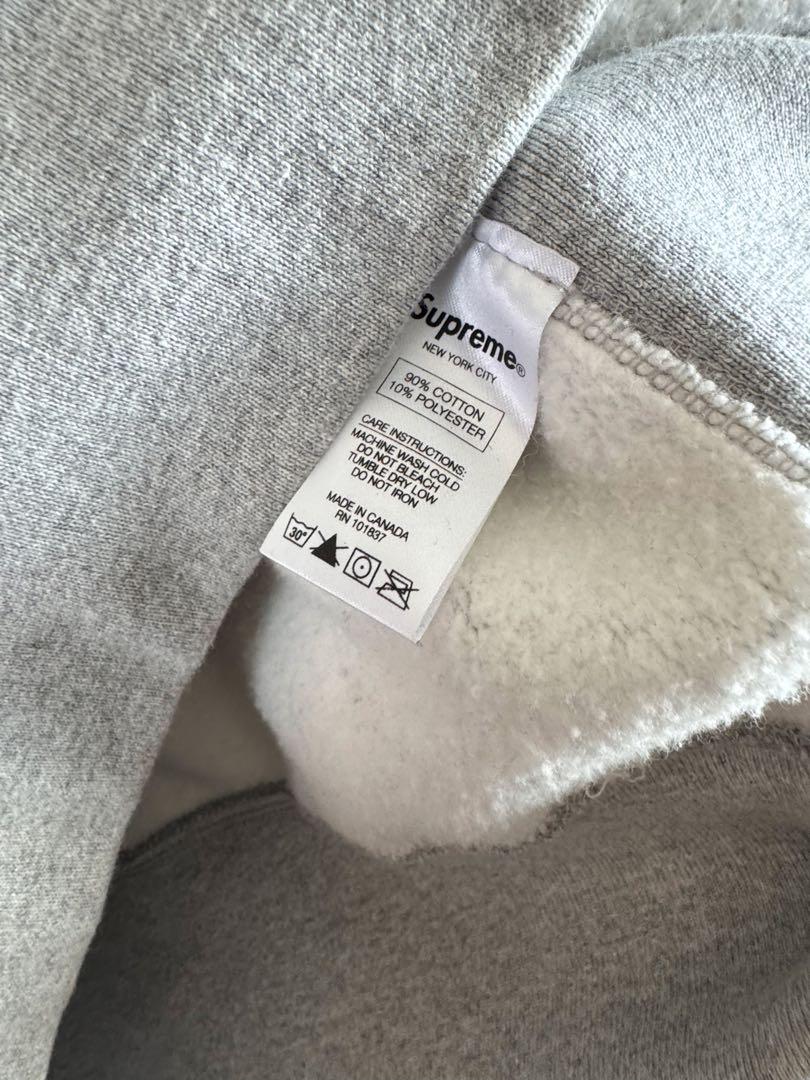 Supreme®
NEW YORK CITY
90% COTTON
10% POLYESTER
CARE INSTRUCTIONS:
MACHINE WASH COLD
DO NOT BLEACH
TUMBLE DRY LOW
DO NOT IRON
MADE IN CANADA
RN 101837
30°